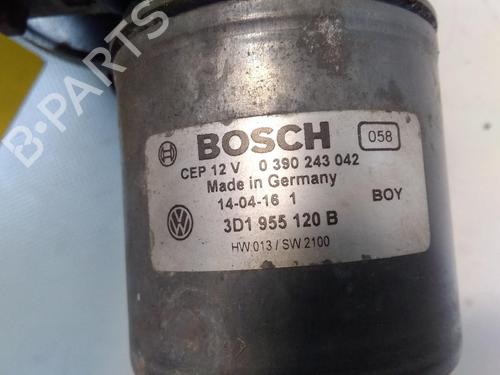 B-PARTS
BOSCH
058
CEP 12 V 0 390 243 042
Made in Germany
14-04-16 1
BOY
3D1 955 120 B
HW 013 / SW 2100